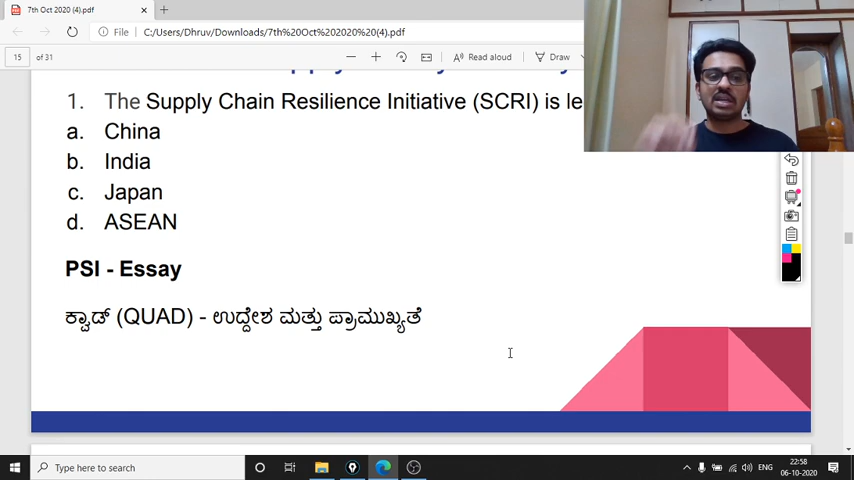 7th Oct 2020 (4).pdf
File
C:/Users/Dhruv/Downloads/7th%20Oct%202020%20(4).pdf
15 of 31
Read aloud
Draw
1. The Supply Chain Resilience Initiative (SCRI) is le
a. China
b. India
c. Japan
d. ASEAN
PSI - Essay
ಕ್ವಾಡ್ (QUAD) - ಉದ್ದೇಶ ಮತ್ತು ಪ್ರಾಮುಖ್ಯತೆ
Type here to search
ENG
22:58
06-10-2020